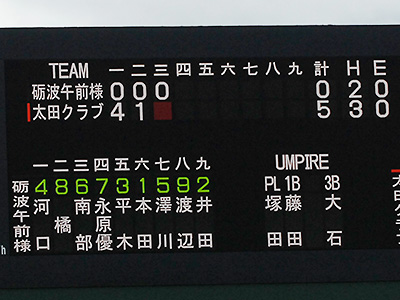 TEAM 一 二 三 四 五 六 七 八 九 計 H E
砺波午前様 0 0 0 0 2 0
太田クラブ 4 1 5 3 0
一 二 三 四 五 六 七 八 九 UMPIRE
4 8 6 7 3 1 5 9 2 PL 1B 3B
砺波午前様
河口
橘
南部
永原優
平木
本田
澤川
渡辺
井田
塚田
藤田
大石
h